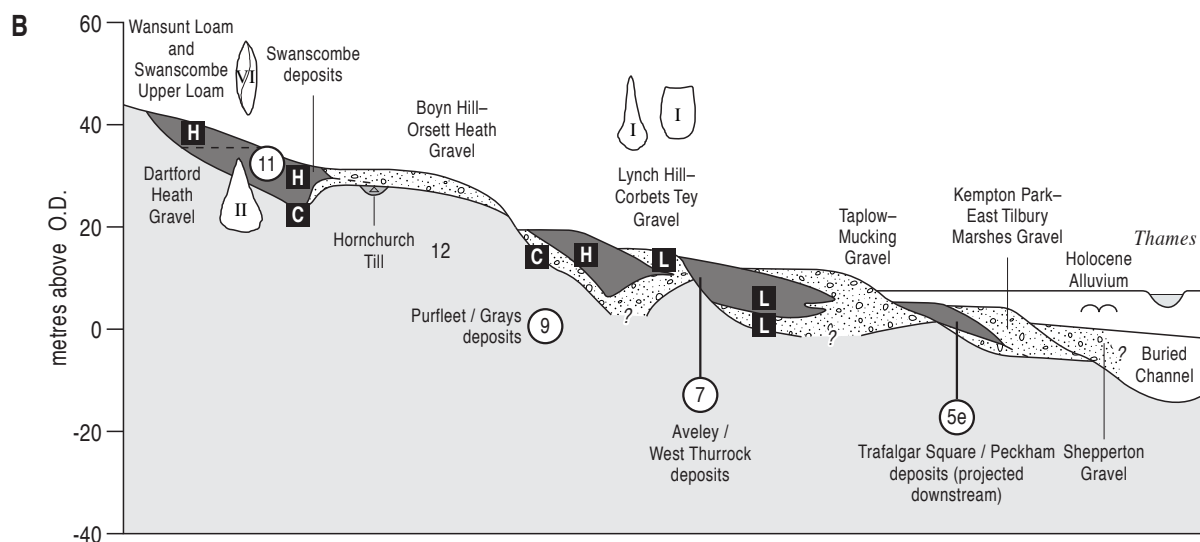 B
60
40
20
0
-20
-40
metres above O.D.
Wansunt Loam
and
Swanscombe
Upper Loam
VI
Swanscombe
deposits
H
11
H
C
Dartford
Heath
Gravel
II
Boyn Hill–
Orsett Heath
Gravel
Hornchurch
Till
12
I
I
Lynch Hill–
Corbets Tey
Gravel
C
H
L
?
Purfleet / Grays
deposits
9
L
L
?
7
Aveley /
West Thurrock
deposits
Taplow–
Mucking
Gravel
Kempton Park–
East Tilbury
Marshes Gravel
Thames
Holocene
Alluvium
?
Buried
Channel
5e
Trafalgar Square / Peckham
deposits (projected
downstream)
Shepperton
Gravel